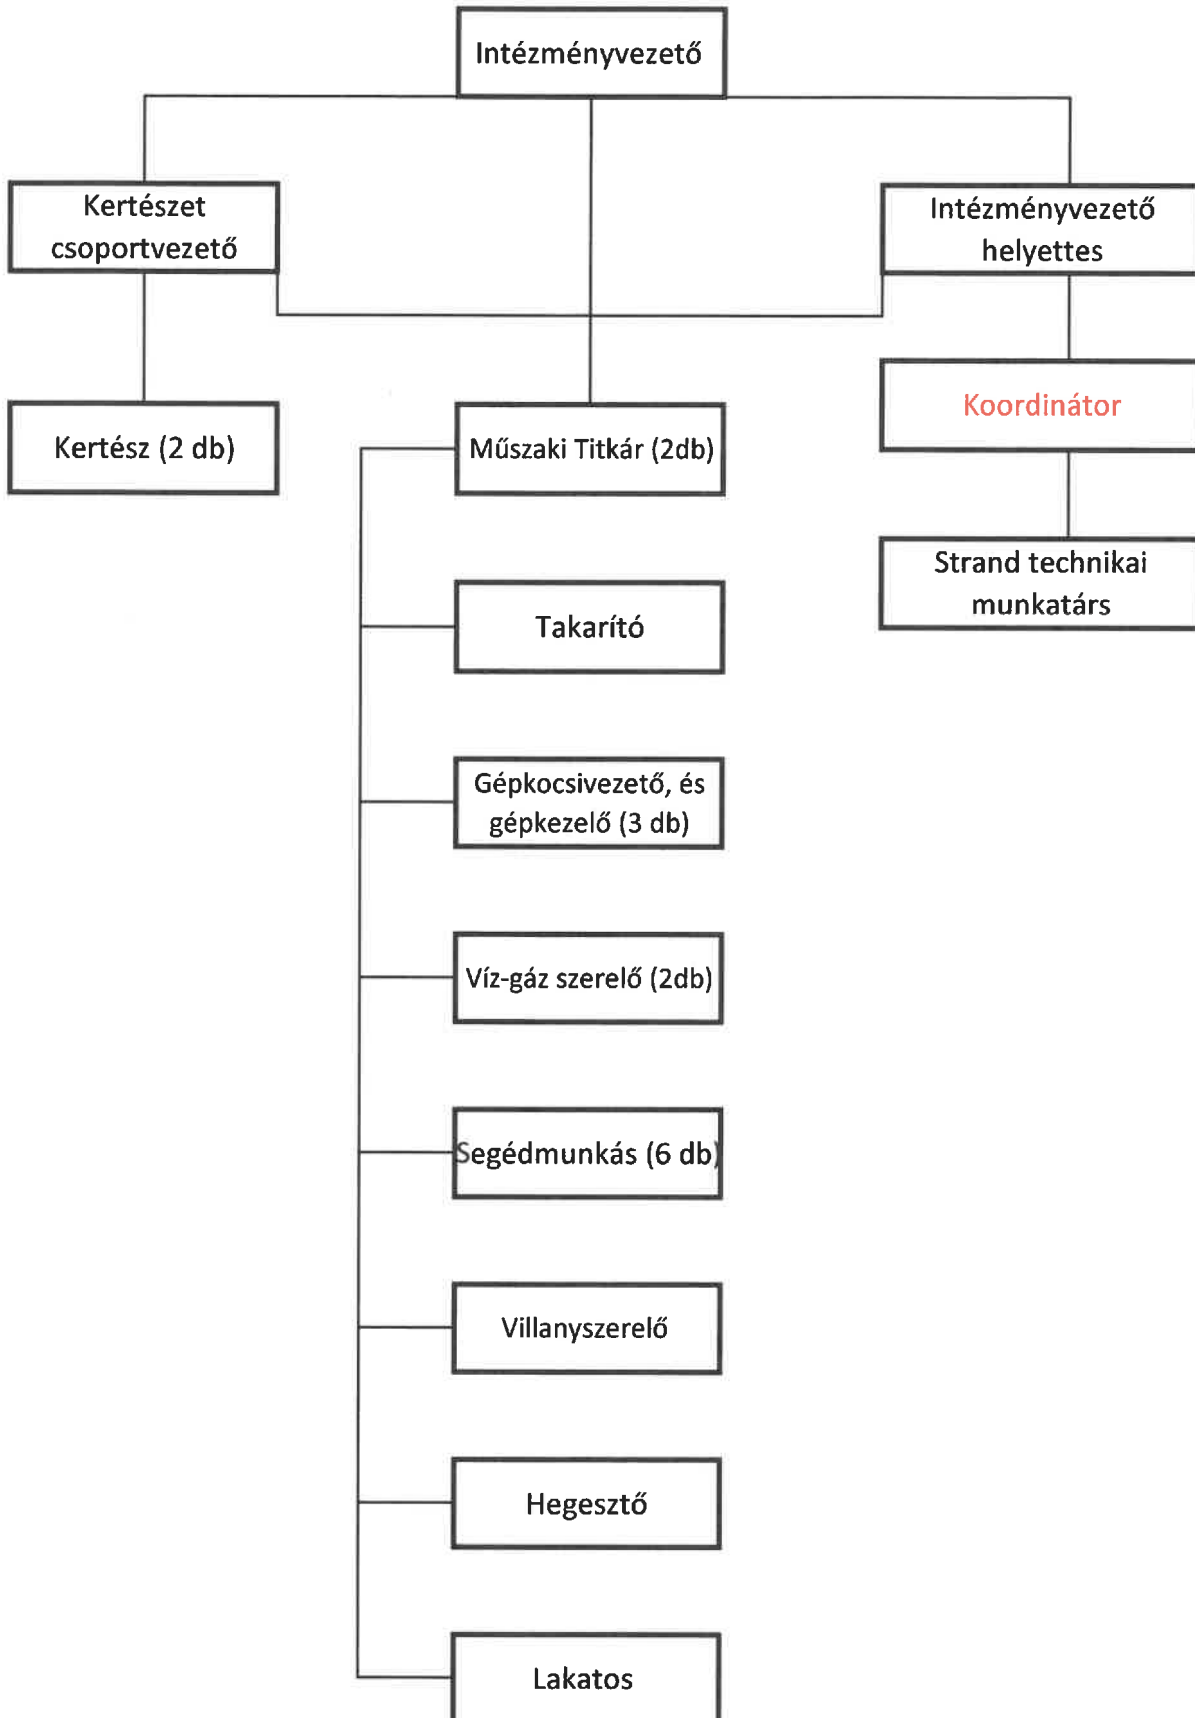 Intézményvezető
Kertészet
csoportvezető
Intézményvezető
helyettes
Koordinátor
Kertész (2 db)
Műszaki Titkár (2db)
Strand technikai
munkatárs
Takarító
Gépkocsivezető, és
gépkezelő (3 db)
Víz-gáz szerelő (2db)
Segédmunkás (6 db)
Villanyszerelő
Hegesztő
Lakatos